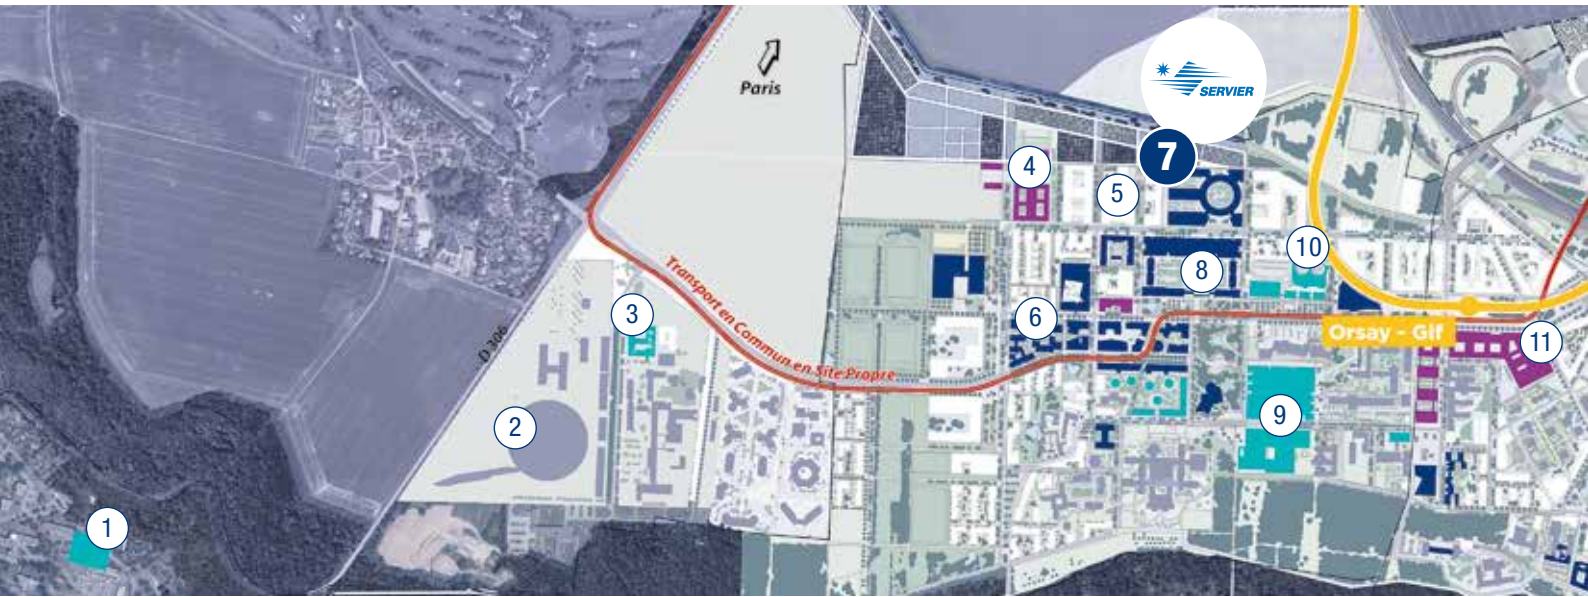 Paris
SERVIER
7
4
5
10
8
Transport en Commun en Site Propre
3
6
D 306
Orsay - Gif
11
2
9
1